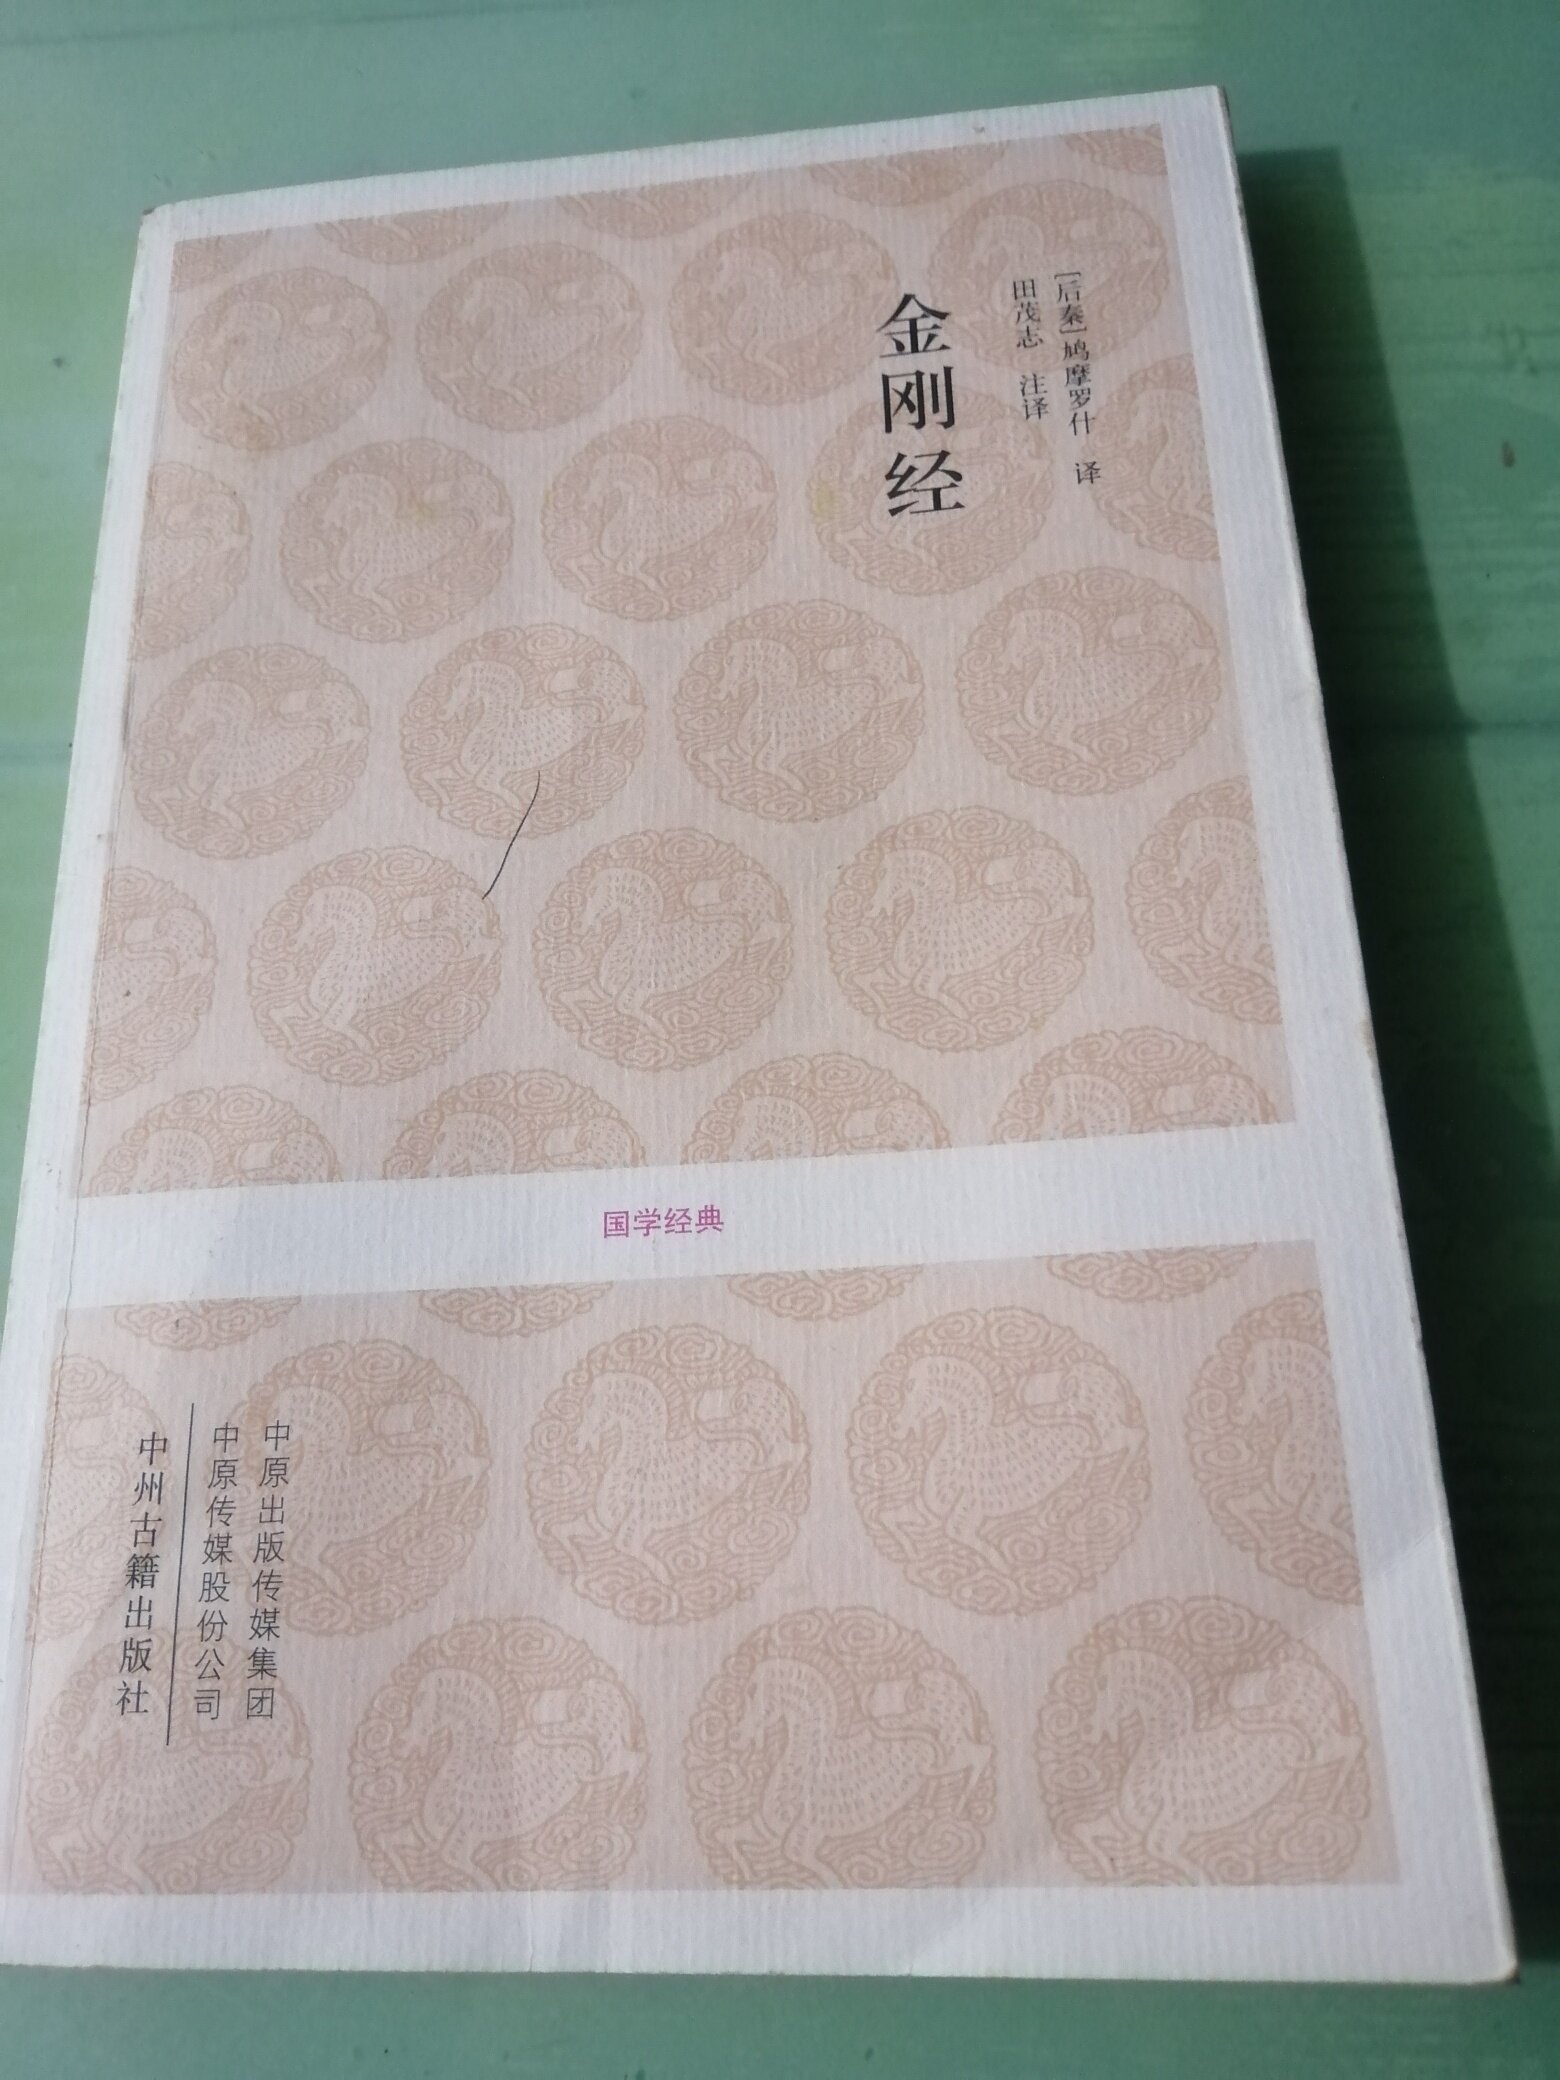 [后秦]鸠摩罗什 译
田茂志 注译
金刚经
国学经典
中原出版传媒集团
中原传媒股份公司
中州古籍出版社